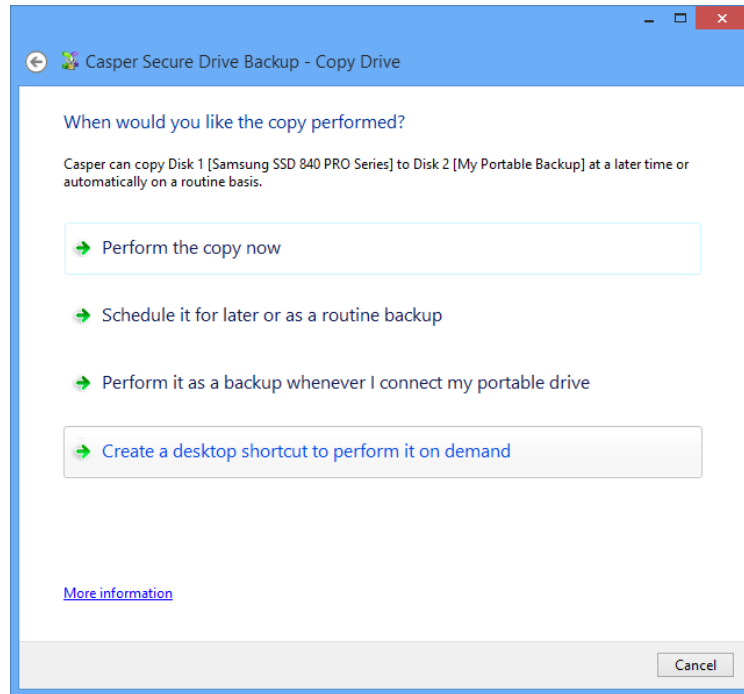 Casper Secure Drive Backup - Copy Drive
When would you like the copy performed?
Casper can copy Disk 1 [Samsung SSD 840 PRO Series] to Disk 2 [My Portable Backup] at a later time or
automatically on a routine basis.
Perform the copy now
Schedule it for later or as a routine backup
Perform it as a backup whenever I connect my portable drive
Create a desktop shortcut to perform it on demand
More information
Cancel